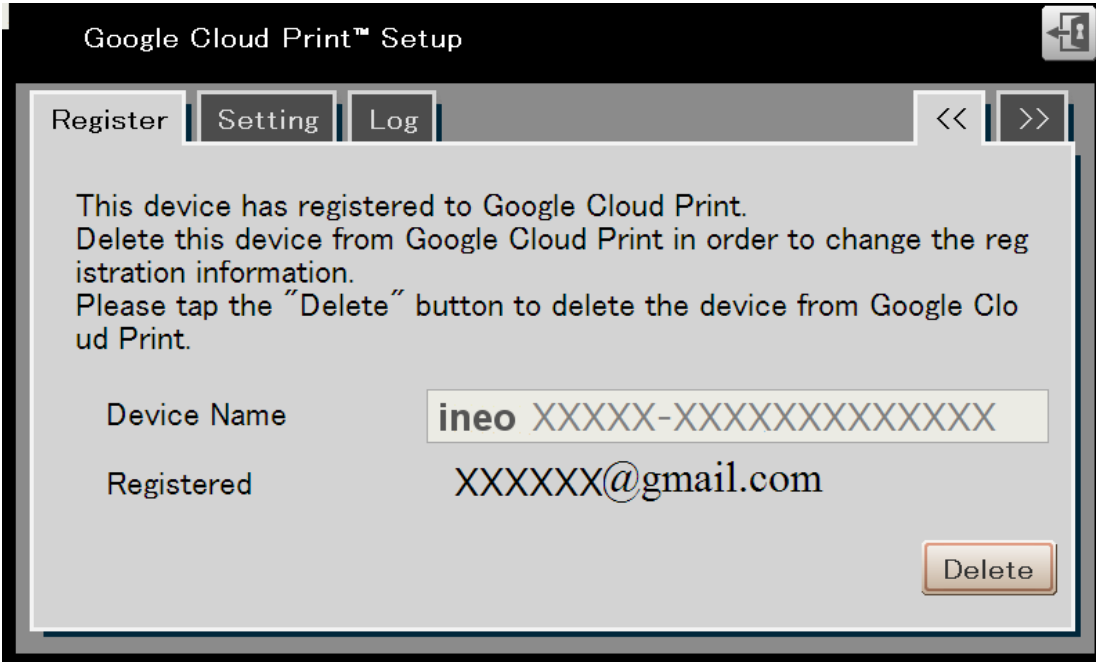 Google Cloud Print™ Setup
Register Setting Log << >>
This device has registered to Google Cloud Print.
Delete this device from Google Cloud Print in order to change the reg
istration information.
Please tap the "Delete" button to delete the device from Google Clo
ud Print.
Device Name ineo XXXXX-XXXXXXXXXXXXX
Registered XXXXXX@gmail.com
Delete